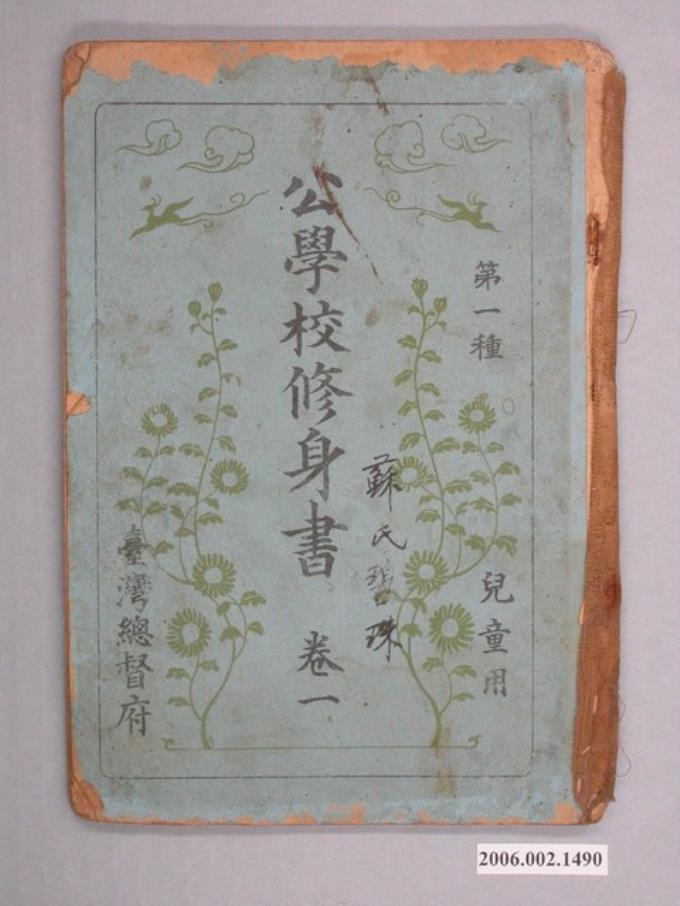 第一種 兒童用
公學校修身書 卷一
蘇氏碧珠
臺灣總督府
2006.002.1490